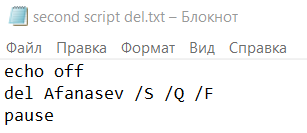 second script del.txt – Блокнот
Файл Правка Формат Вид Справка
echo off
del Afanasev /S /Q /F
pause